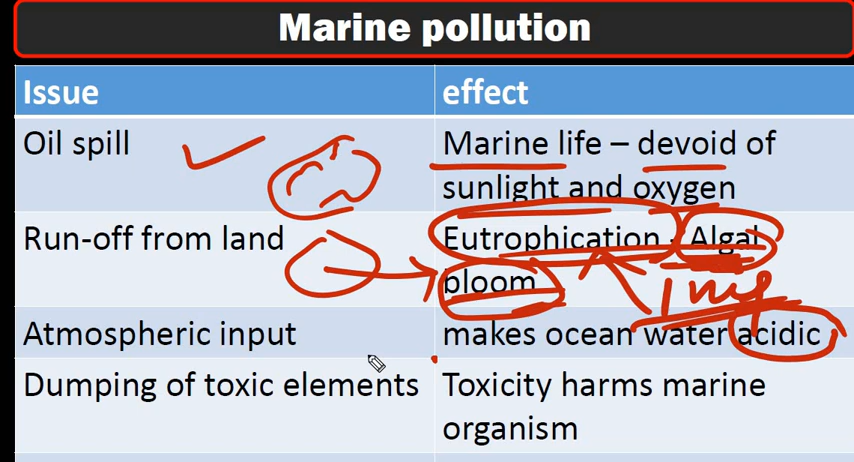 Marine pollution
Issue effect
Oil spill Marine life – devoid of
sunlight and oxygen
Run-off from land Eutrophication, Algal
bloom
imp
Atmospheric input makes ocean water acidic
Dumping of toxic elements Toxicity harms marine
organism